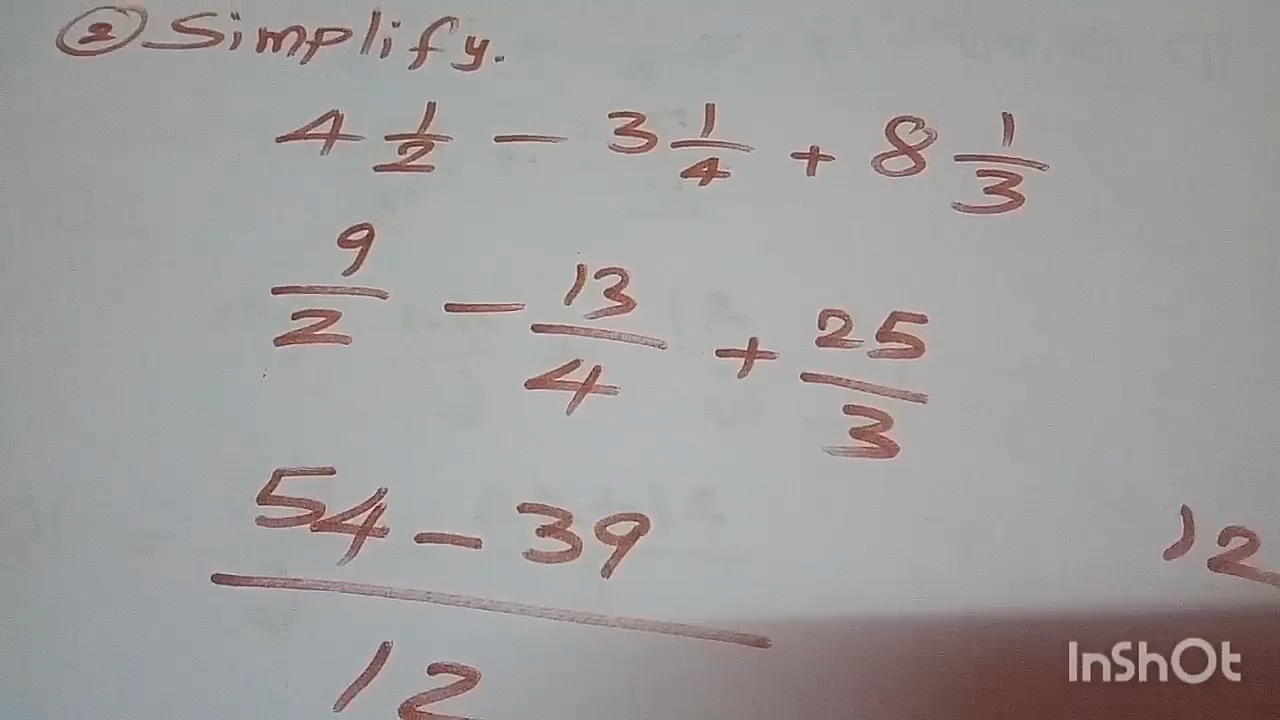 ② Simplify.
4 1/2 - 3 1/4 + 8 1/3
9/2 - 13/4 + 25/3
54 - 39
12
12
InShOt